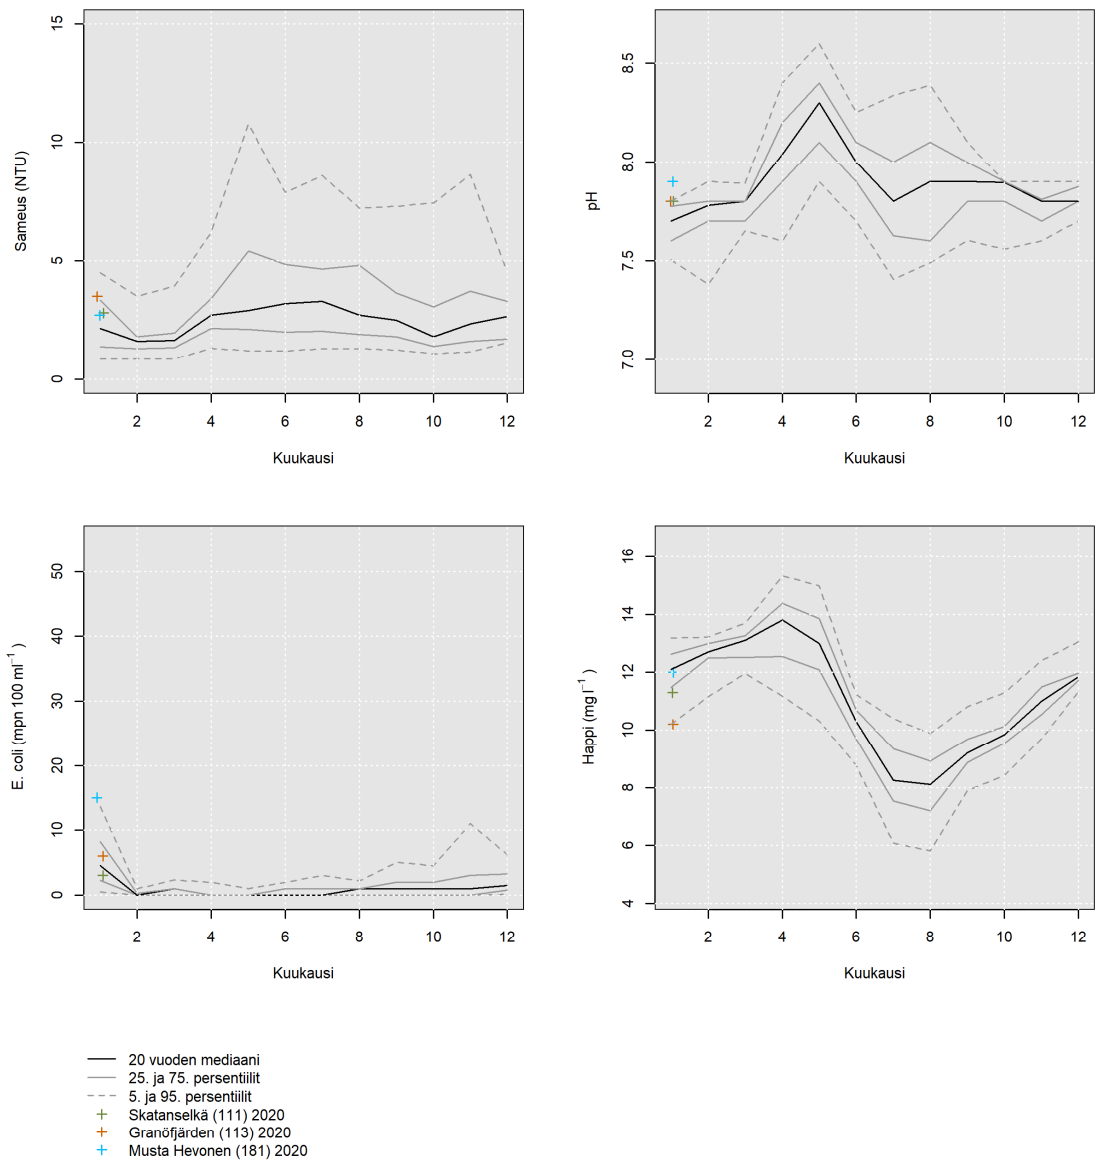 Sameus (NTU)
15
10
5
0
2 4 6 8 10 12
Kuukausi
pH
8.5
8.0
7.5
7.0
2 4 6 8 10 12
Kuukausi
E. coli (mpn 100 ml⁻¹ )
50
40
30
20
10
0
2 4 6 8 10 12
Kuukausi
Happi (mg l⁻¹ )
16
14
12
10
8
6
4
2 4 6 8 10 12
Kuukausi
20 vuoden mediaani
25. ja 75. persentiilit
5. ja 95. persentiilit
Skatanselkä (111) 2020
Granöfjärden (113) 2020
Musta Hevonen (181) 2020